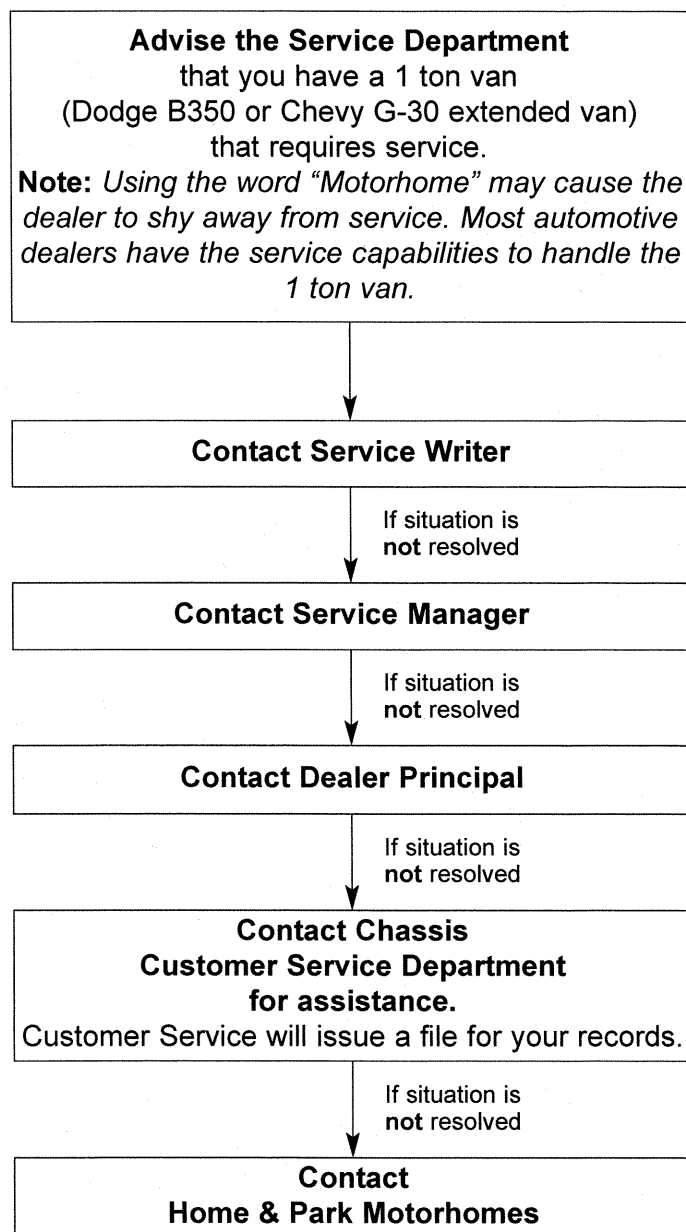 Advise the Service Department
that you have a 1 ton van
(Dodge B350 or Chevy G-30 extended van)
that requires service.
Note: Using the word “Motorhome” may cause the
dealer to shy away from service. Most automotive
dealers have the service capabilities to handle the
1 ton van.
Contact Service Writer
If situation is
not resolved
Contact Service Manager
If situation is
not resolved
Contact Dealer Principal
If situation is
not resolved
Contact Chassis
Customer Service Department
for assistance.
Customer Service will issue a file for your records.
If situation is
not resolved
Contact
Home & Park Motorhomes